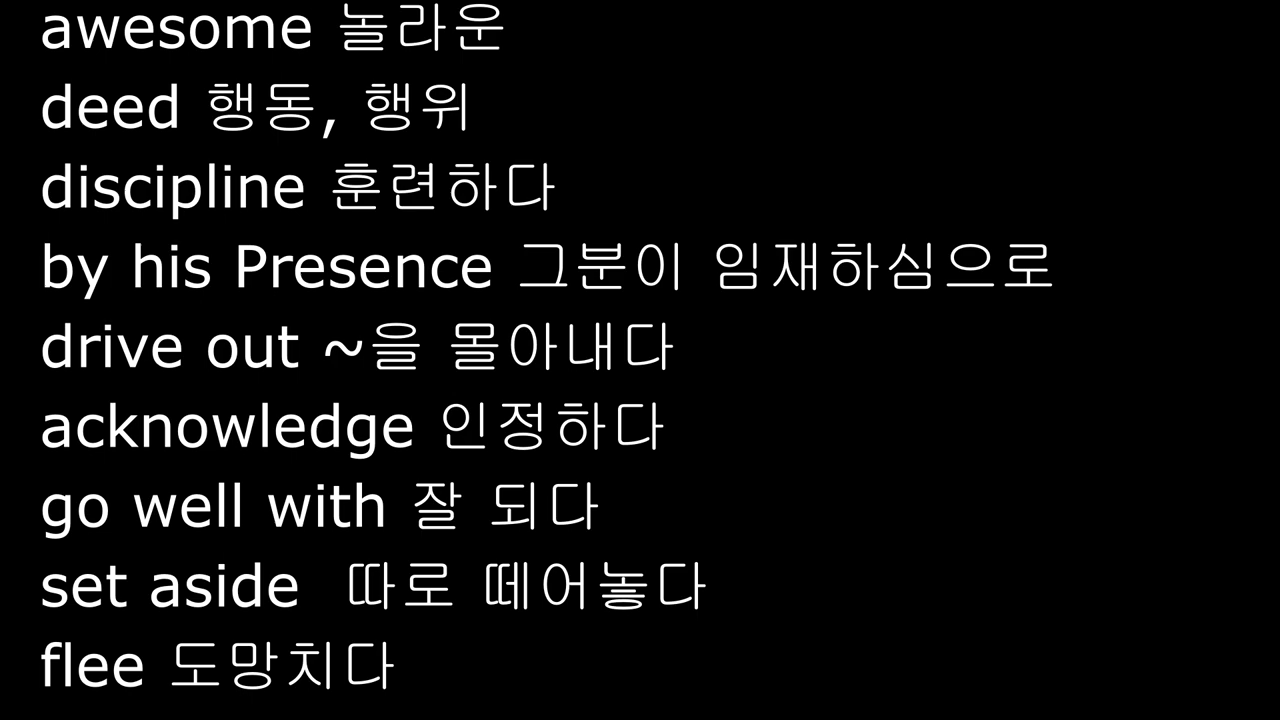 awesome 놀라운
deed 행동, 행위
discipline 훈련하다
by his Presence 그분이 임재하심으로
drive out ~을 몰아내다
acknowledge 인정하다
go well with 잘 되다
set aside 따로 떼어놓다
flee 도망치다